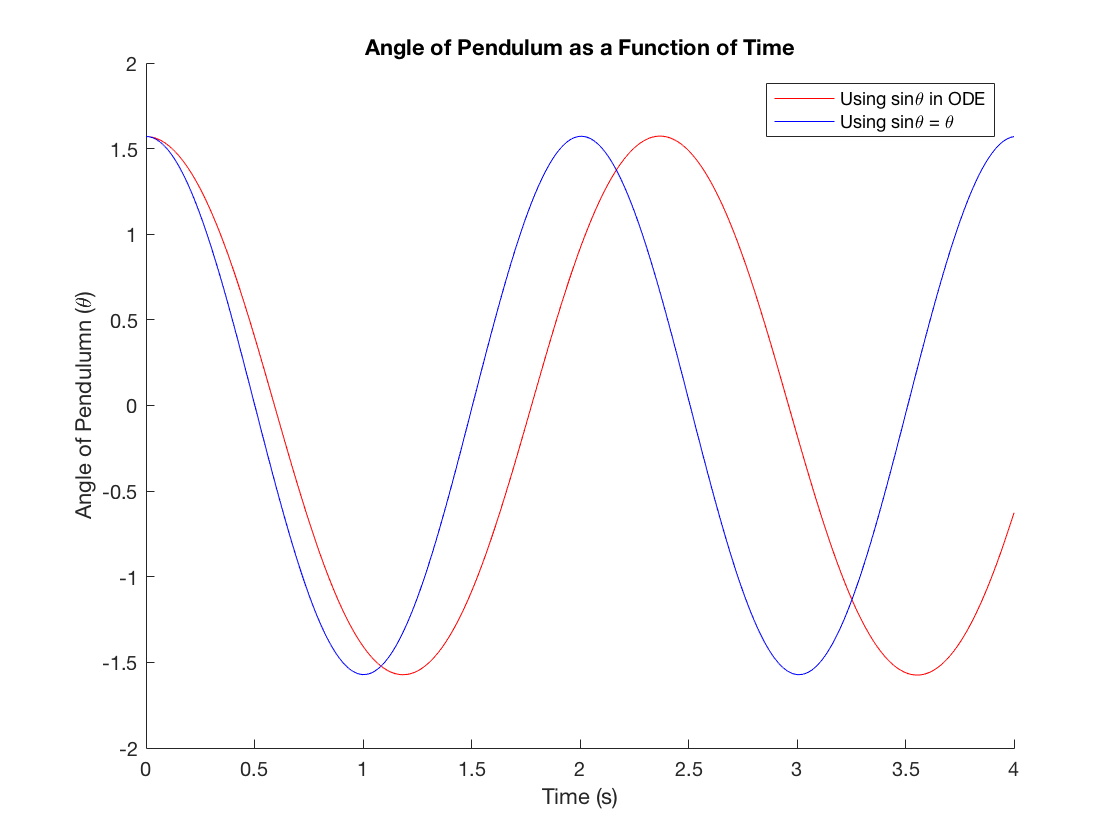 Angle of Pendulum as a Function of Time
Using sinθ in ODE
Using sinθ = θ
Angle of Pendulumn (θ)
2
1.5
1
0.5
0
-0.5
-1
-1.5
-2
0 0.5 1 1.5 2 2.5 3 3.5 4
Time (s)